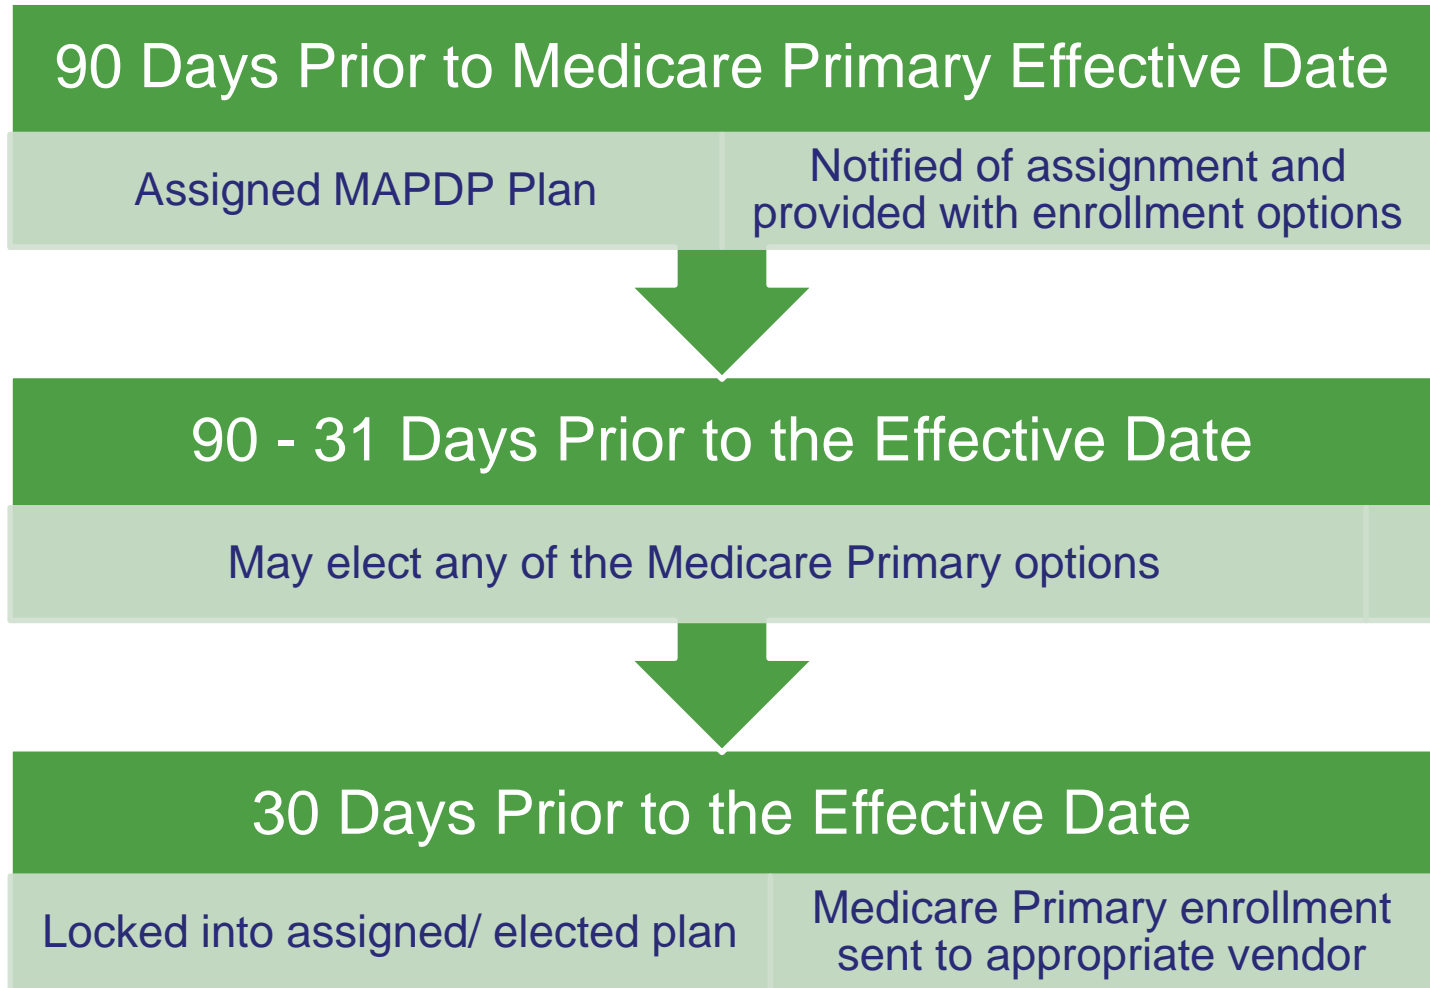 90 Days Prior to Medicare Primary Effective Date
Assigned MAPDP Plan
Notified of assignment and
provided with enrollment options
90 - 31 Days Prior to the Effective Date
May elect any of the Medicare Primary options
30 Days Prior to the Effective Date
Locked into assigned/ elected plan
Medicare Primary enrollment
sent to appropriate vendor